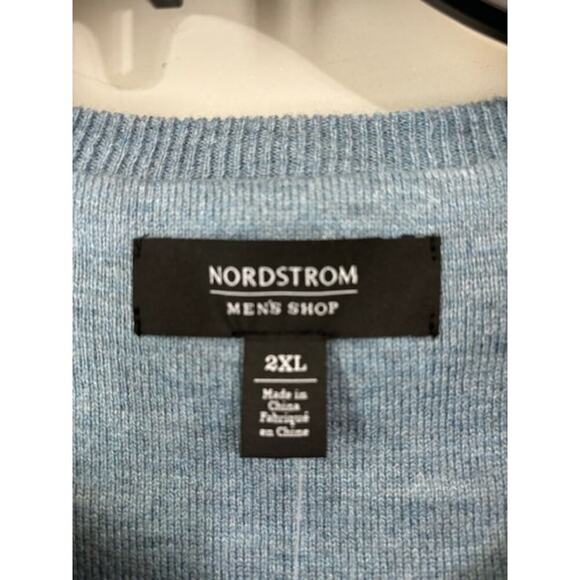 NORDSTROM
MEN'S SHOP
2XL
Made in
China
Fabriqué
en Chine